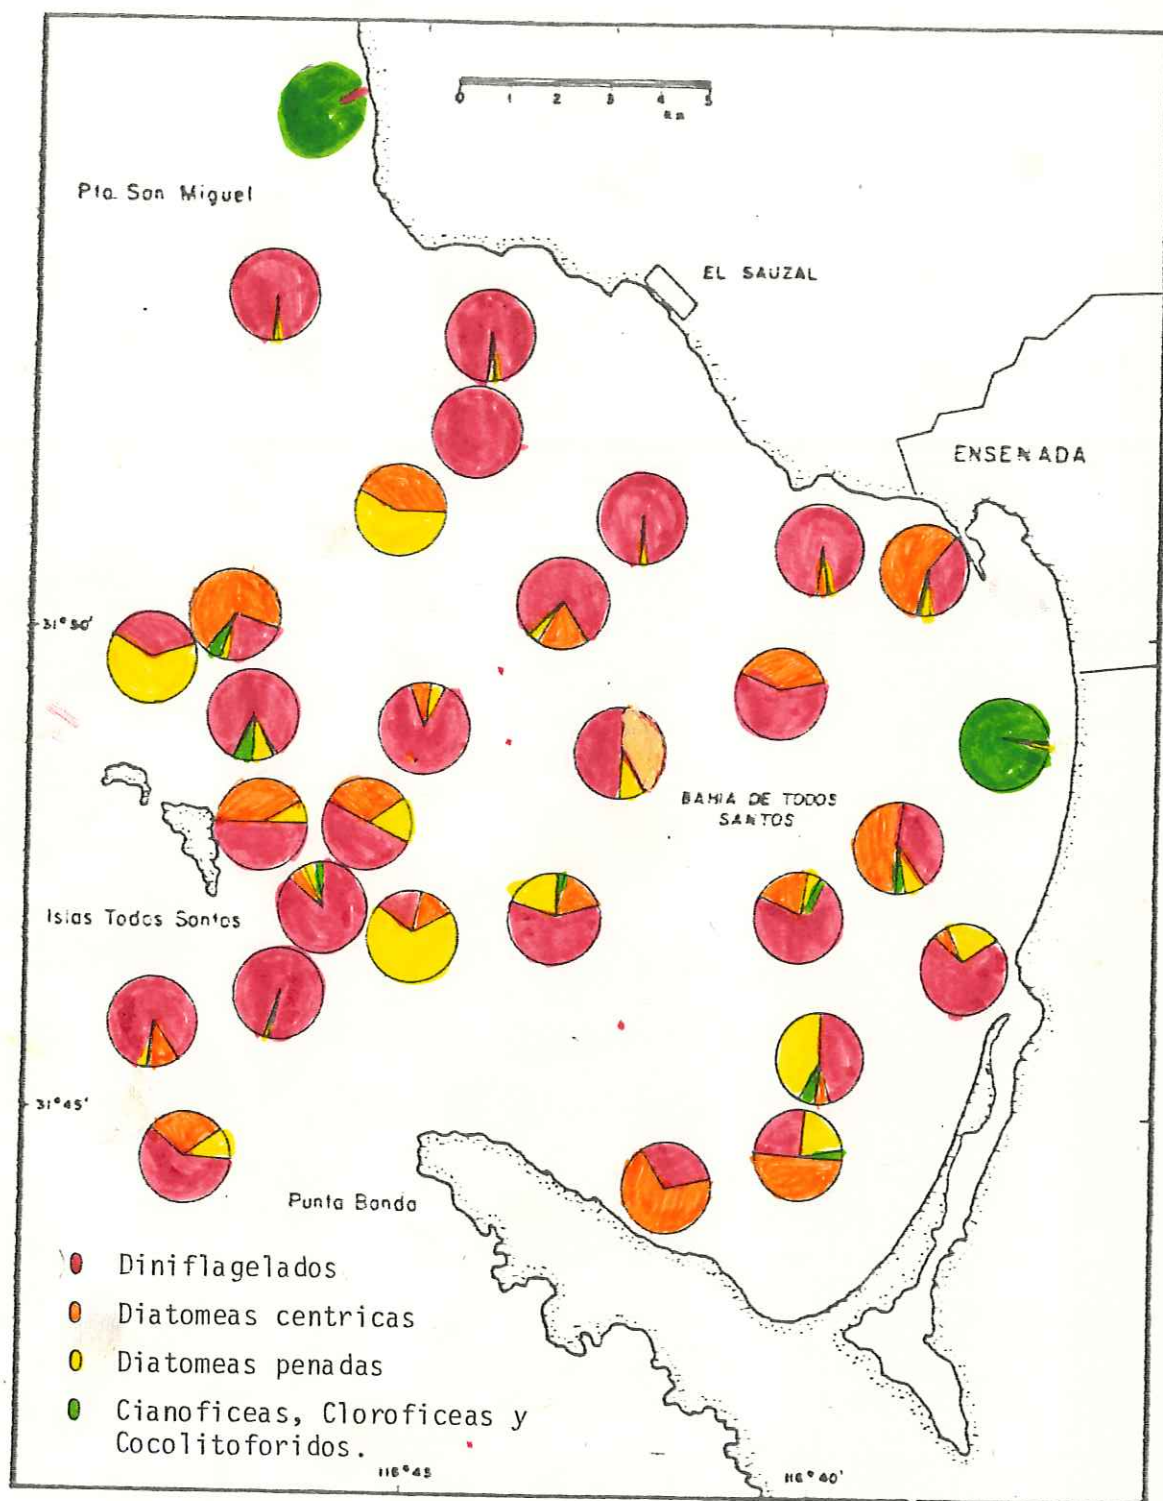 0 1 2 3 4 5
Km
Pta. San Miguel
EL SAUZAL
ENSENADA
31°50'
BAHIA DE TODOS
SANTOS
Islas Todos Santos
31°45'
Punta Banda
Diniflagelados
Diatomeas centricas
Diatomeas penadas
Cianoficeas, Cloroficeas y
Cocolitoforidos.
116°45
116°40'